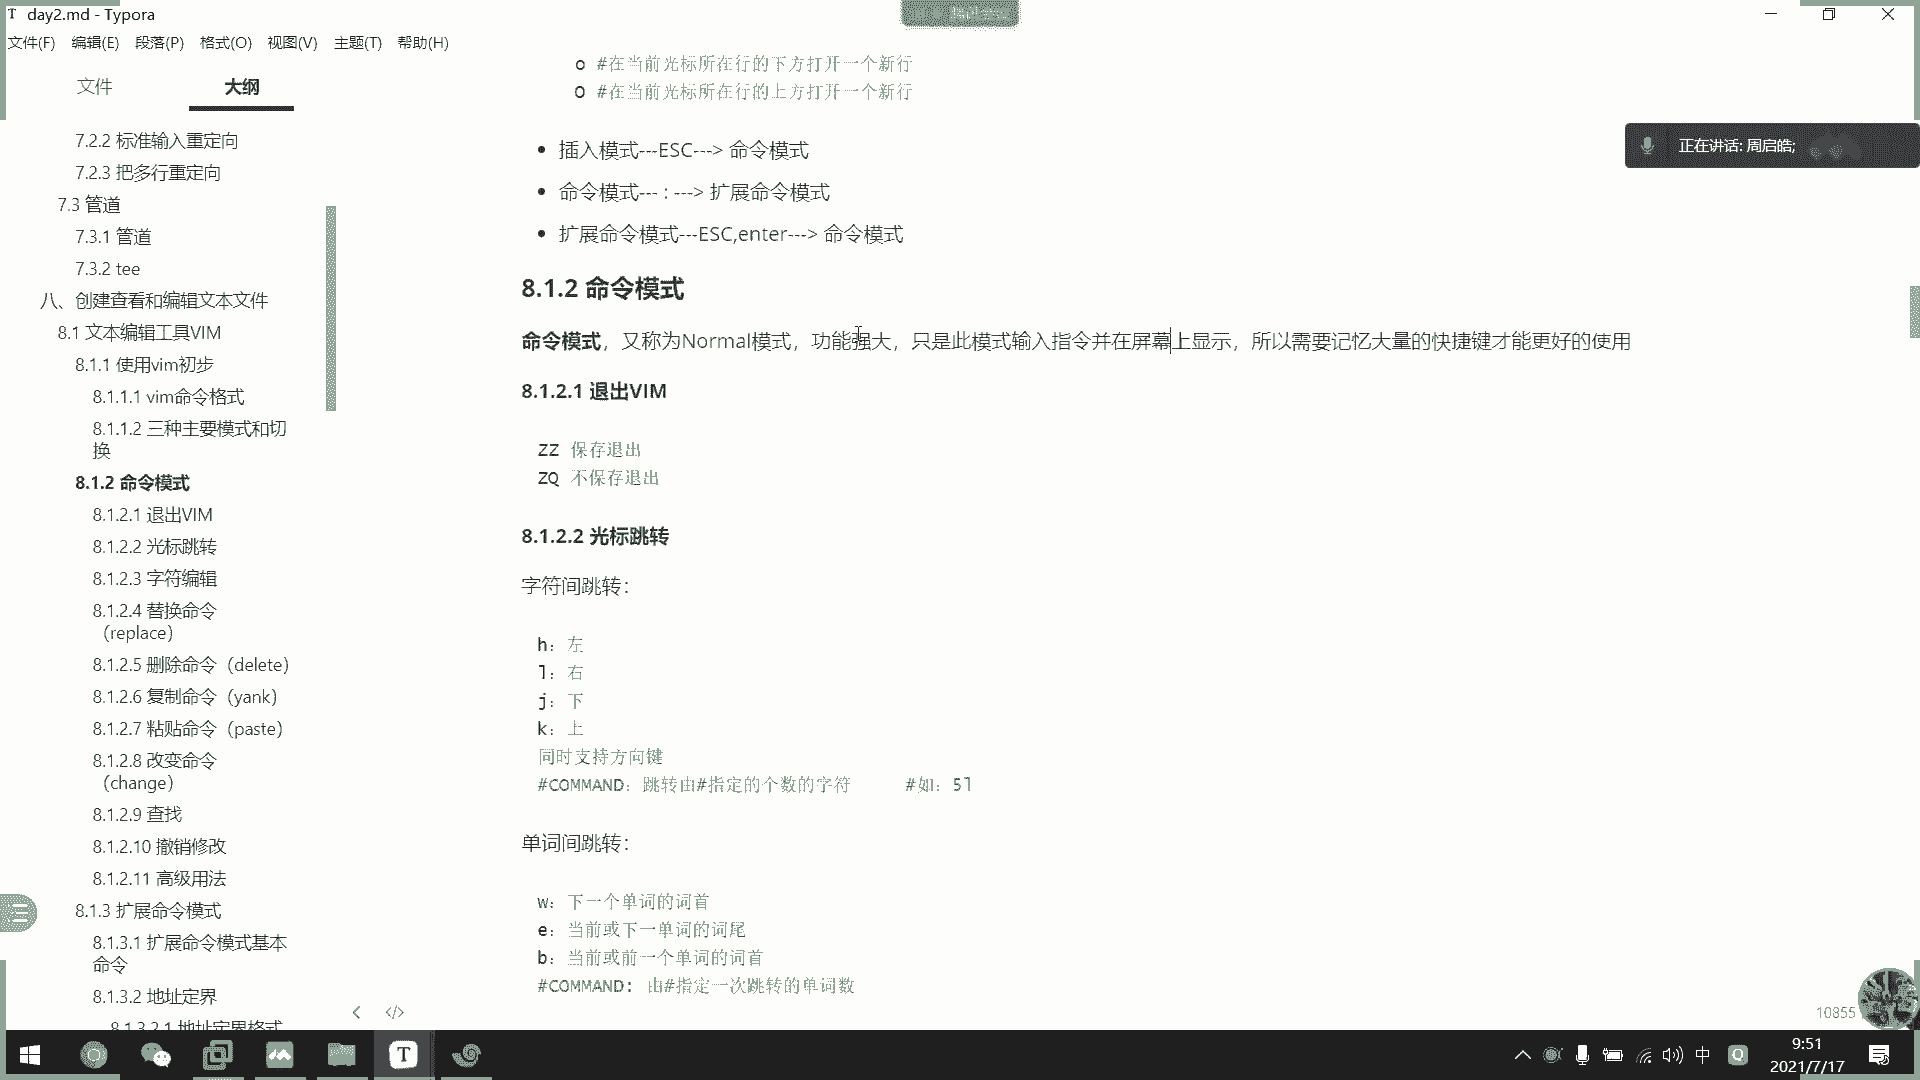 day2.md - Typora
文件(F) 编辑(E) 段落(P) 格式(O) 视图(V) 主题(T) 帮助(H)
文件 大纲
7.2.2 标准输入重定向
7.2.3 把多行重定向
7.3 管道
7.3.1 管道
7.3.2 tee
八、创建查看和编辑文本文件
8.1 文本编辑工具VIM
8.1.1 使用vim初步
8.1.1.1 vim命令格式
8.1.1.2 三种主要模式和切
换
8.1.2 命令模式
8.1.2.1 退出VIM
8.1.2.2 光标跳转
8.1.2.3 字符编辑
8.1.2.4 替换命令
（replace）
8.1.2.5 删除命令（delete）
8.1.2.6 复制命令（yank）
8.1.2.7 粘贴命令（paste）
8.1.2.8 改变命令
（change）
8.1.2.9 查找
8.1.2.10 撤销修改
8.1.2.11 高级用法
8.1.3 扩展命令模式
8.1.3.1 扩展命令模式基本
命令
8.1.3.2 地址定界
8.1.3.2.1 地址定界格式
o #在当前光标所在行的下方打开一个新行
O #在当前光标所在行的上方打开一个新行
插入模式---ESC---> 命令模式
命令模式--- : ---> 扩展命令模式
扩展命令模式---ESC,enter---> 命令模式
8.1.2 命令模式
命令模式，又称为Normal模式，功能强大，只是此模式输入指令并在屏幕上显示，所以需要记忆大量的快捷键才能更好的使用
8.1.2.1 退出VIM
ZZ 保存退出
ZQ 不保存退出
8.1.2.2 光标跳转
字符间跳转：
h：左
l：右
j：下
k：上
同时支持方向键
#COMMAND：跳转由#指定的个数的字符 #如：5l
单词间跳转：
w：下一个单词的词首
e：当前或下一单词的词尾
b：当前或前一个单词的词首
#COMMAND： 由#指定一次跳转的单词数
正在讲话: 周启皓;
10855
中
9:51
2021/7/17